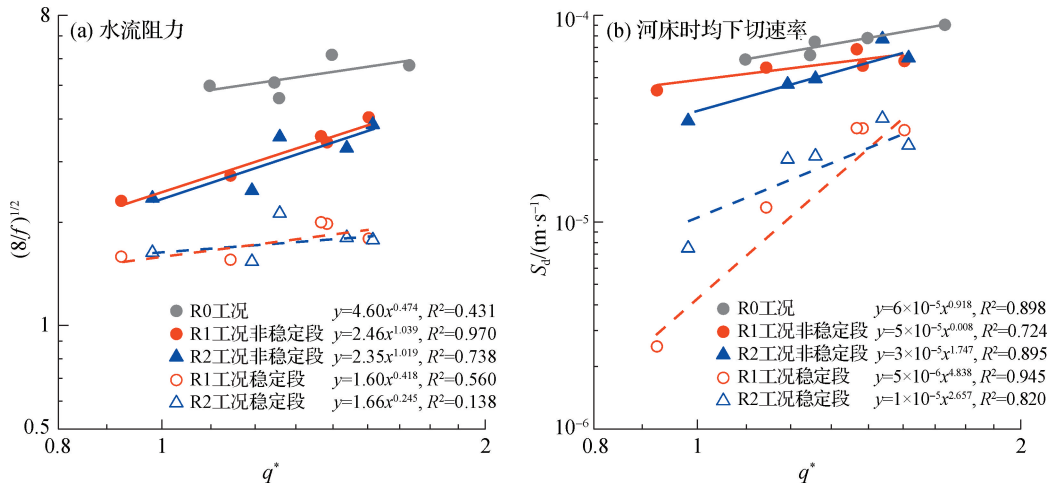 (a) 水流阻力
8
1
0.5
(8/f)^{1/2}
R0工况 y=4.60x^{0.474}, R²=0.431
R1工况非稳定段 y=2.46x^{1.039}, R²=0.970
R2工况非稳定段 y=2.35x^{1.019}, R²=0.738
R1工况稳定段 y=1.60x^{0.418}, R²=0.560
R2工况稳定段 y=1.66x^{0.245}, R²=0.138
0.8 1 2
q^*
(b) 河床时均下切速率
10^{-4}
10^{-5}
10^{-6}
S_d/(m·s^{-1})
R0工况 y=6×10^{-5}x^{0.918}, R²=0.898
R1工况非稳定段 y=5×10^{-5}x^{0.008}, R²=0.724
R2工况非稳定段 y=3×10^{-5}x^{1.747}, R²=0.895
R1工况稳定段 y=5×10^{-6}x^{4.838}, R²=0.945
R2工况稳定段 y=1×10^{-5}x^{2.657}, R²=0.820
0.8 1 2
q^*